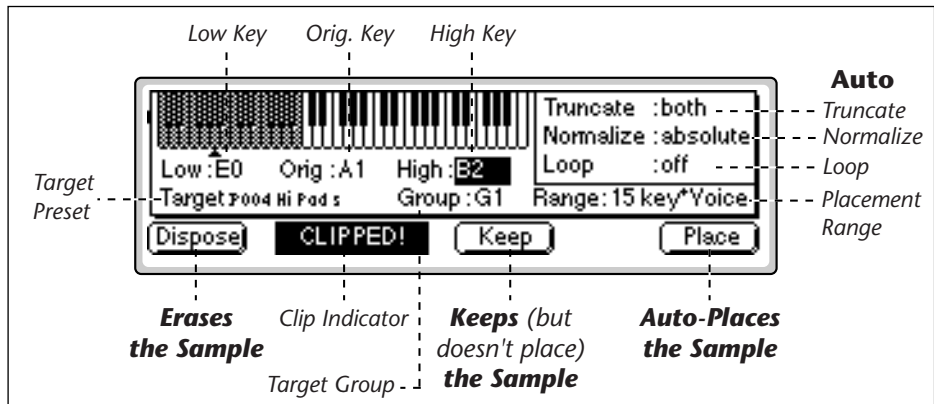 Low Key Orig. Key High Key
Auto
Truncate :both Truncate
Normalize :absolute Normalize
Loop :off Loop
Low :E0 Orig :A1 High :B2
Target Preset
Target P004 Hi Pad s Group :G1 Range: 15 key*Voice
Placement Range
Dispose CLIPPED! Keep Place
Erases the Sample
Clip Indicator
Keeps (but doesn't place) the Sample
Auto-Places the Sample
Target Group